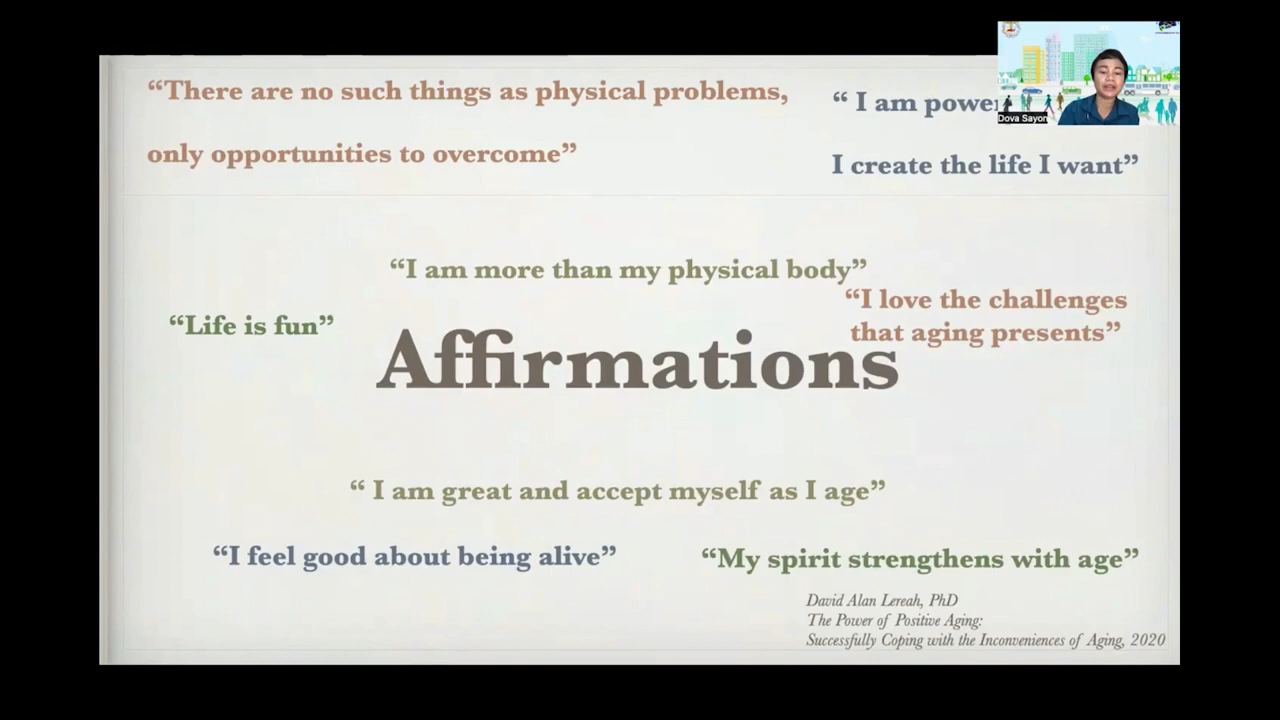 “There are no such things as physical problems,
only opportunities to overcome”
“ I am
I create the life I want”
Dova Sayon
“I am more than my physical body”
“I love the challenges
that aging presents”
“Life is fun”
Affirmations
“ I am great and accept myself as I age”
“I feel good about being alive”
“My spirit strengthens with age”
David Alan Lereah, PhD
The Power of Positive Aging:
Successfully Coping with the Inconveniences of Aging, 2020